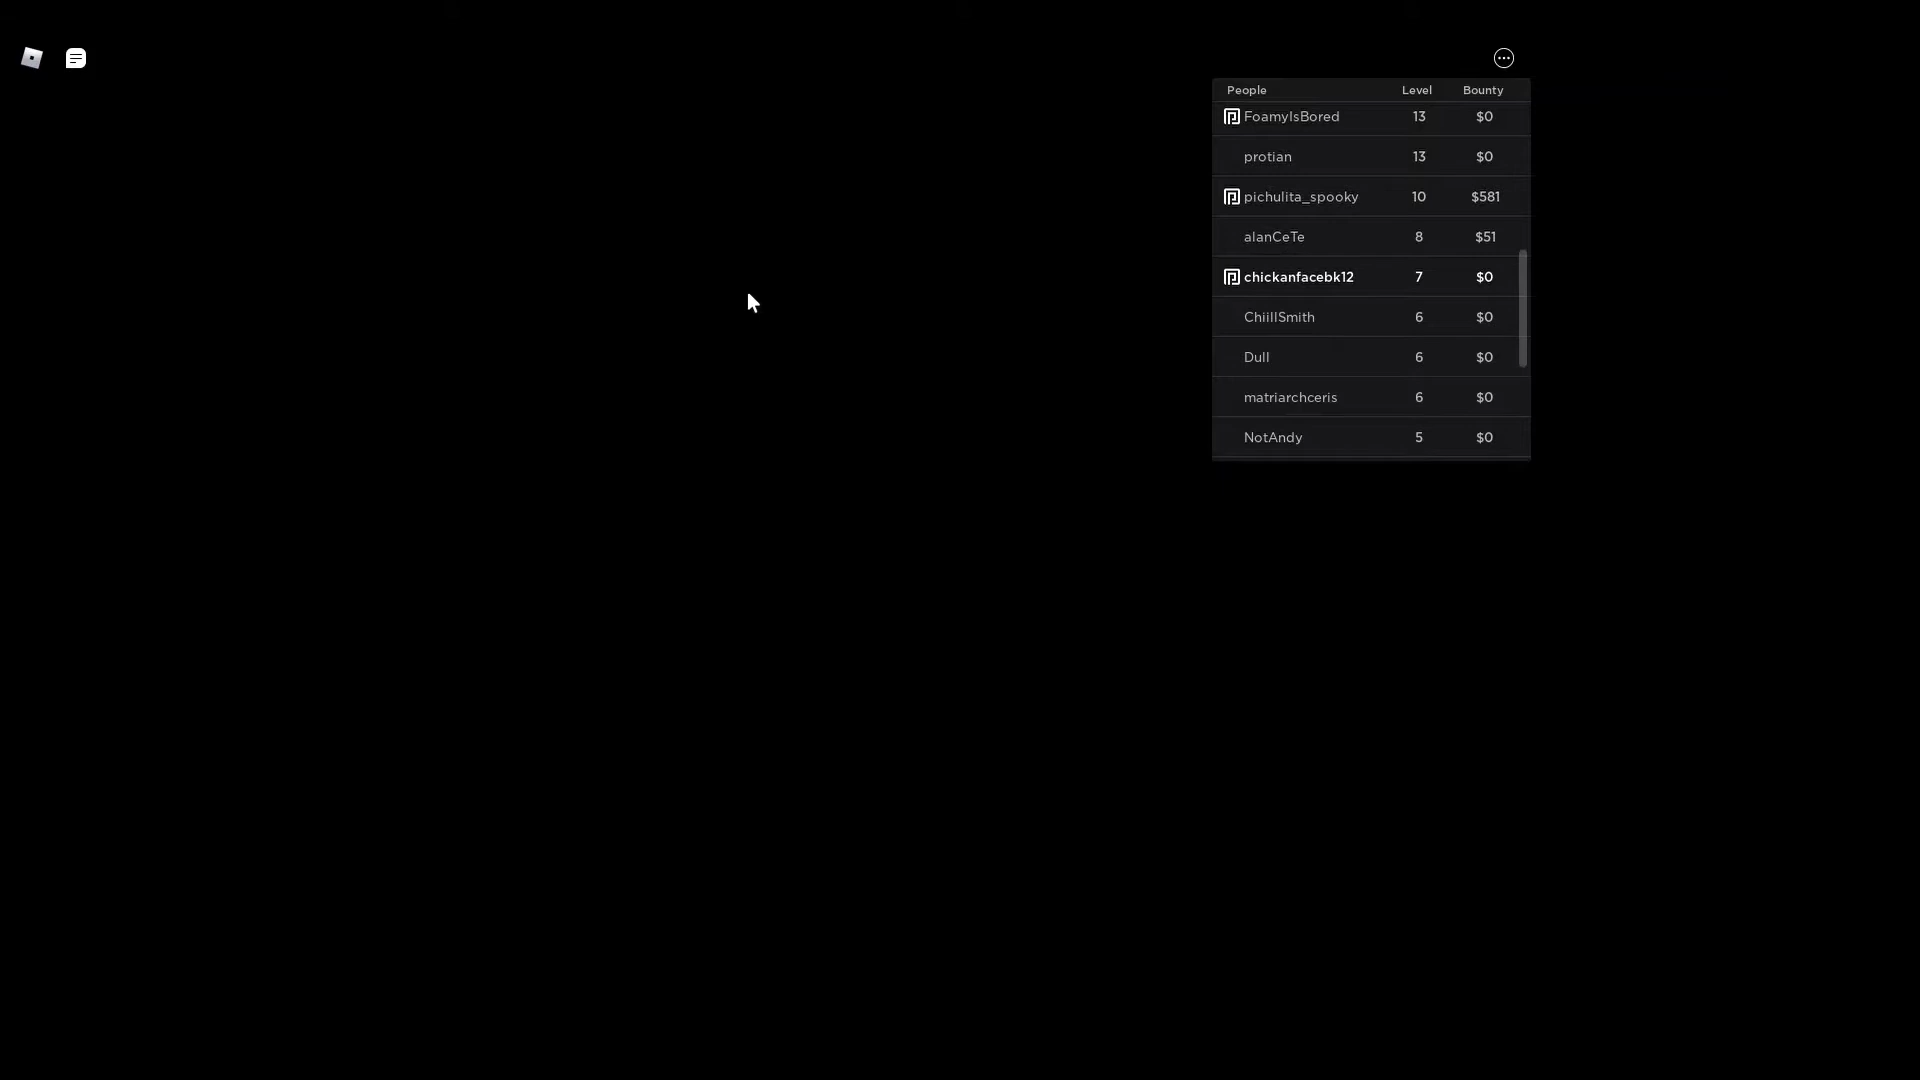 People Level Bounty
FoamyIsBored 13 $0
protian 13 $0
pichulita_spooky 10 $581
alanCeTe 8 $51
chickanfacebk12 7 $0
ChiillSmith 6 $0
Dull 6 $0
matriarchceris 6 $0
NotAndy 5 $0